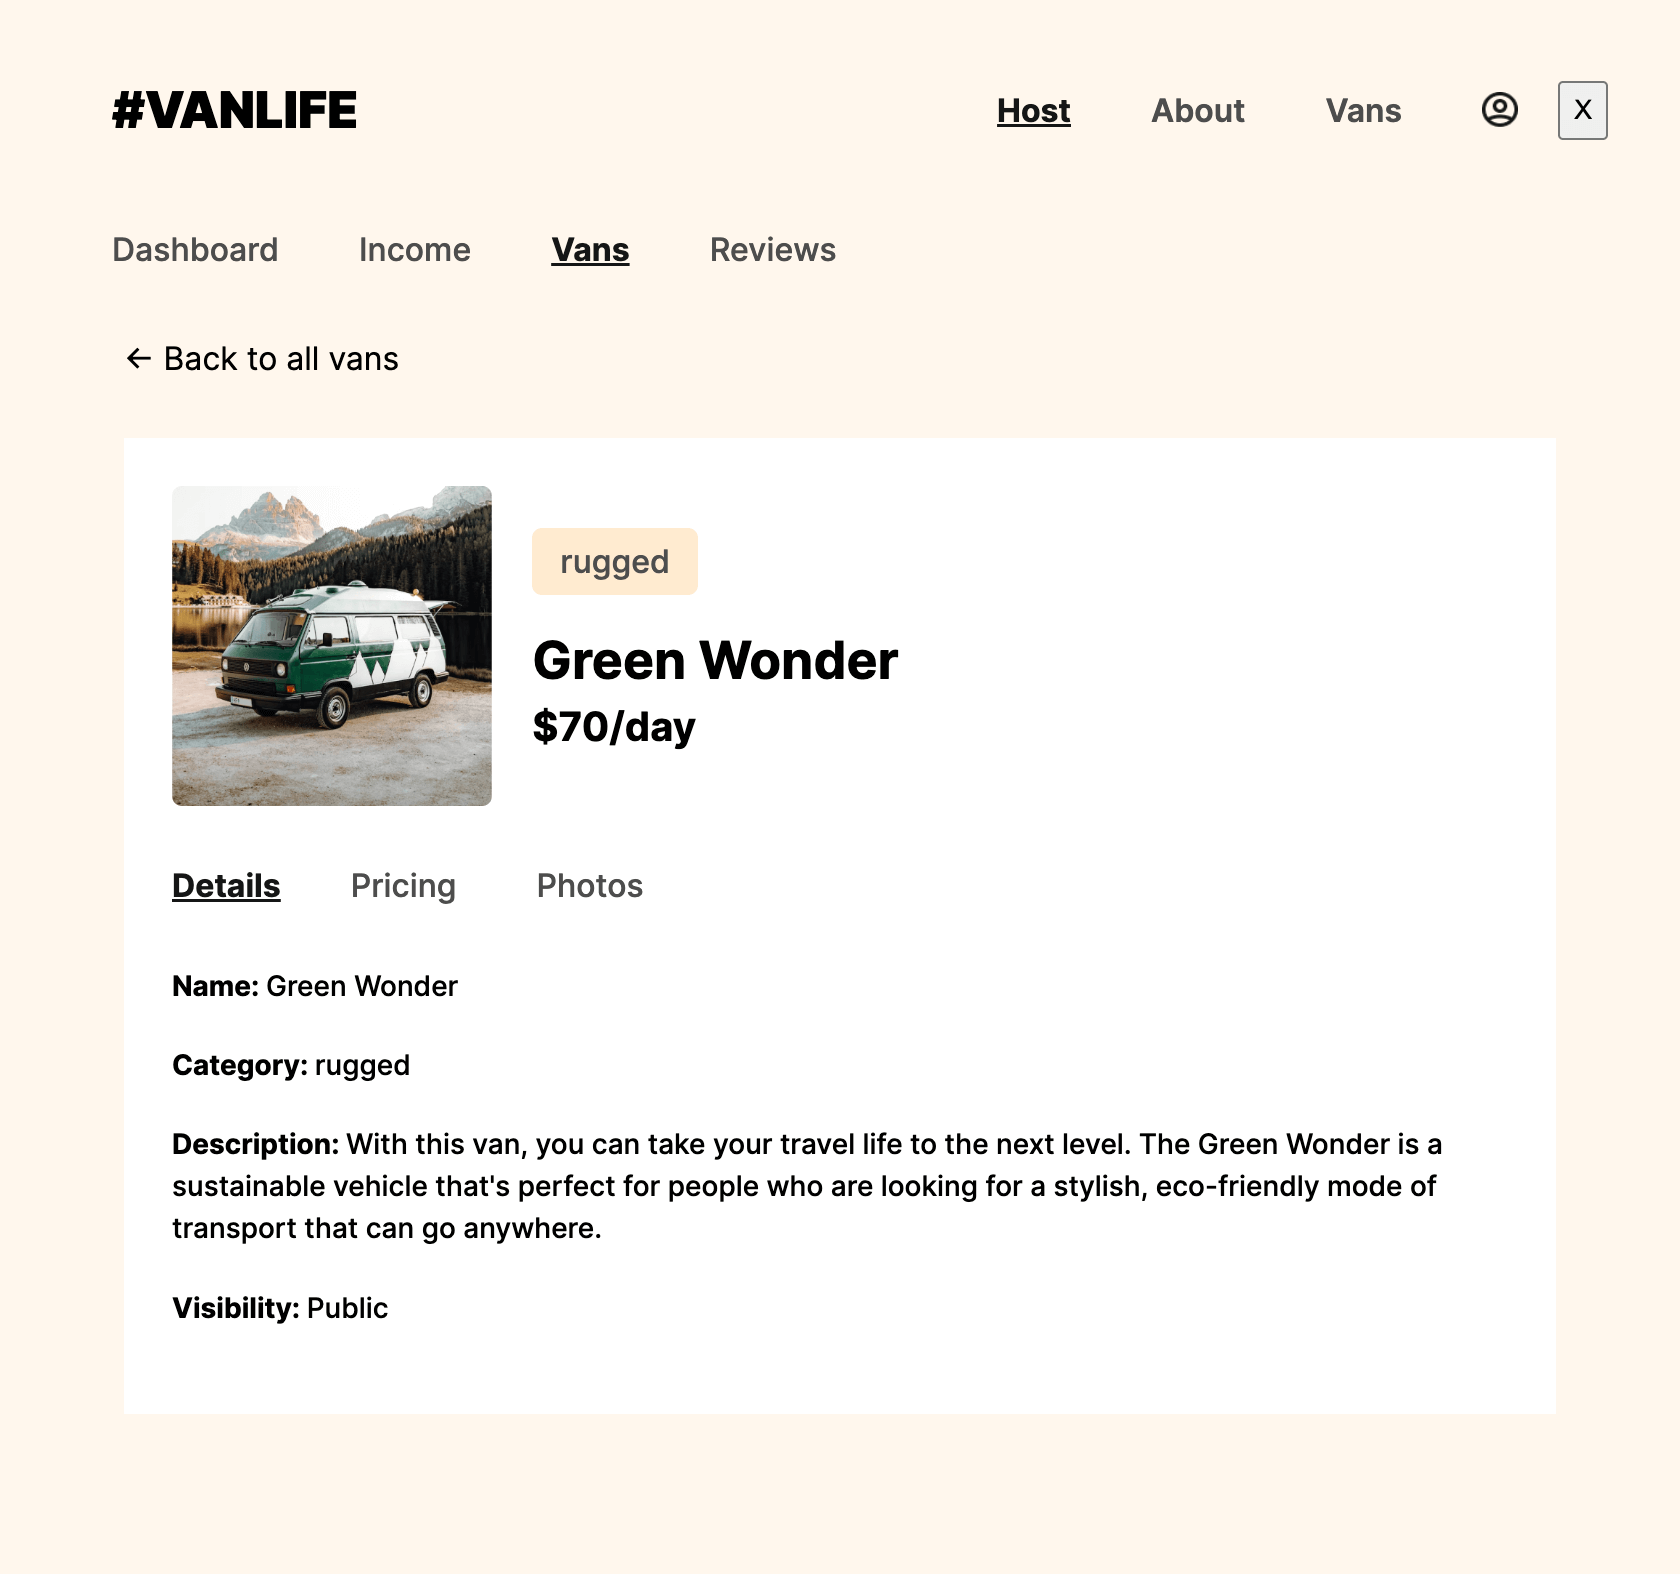 #VANLIFE
Host About Vans X
Dashboard Income Vans Reviews
← Back to all vans
rugged
Green Wonder
$70/day
Details Pricing Photos
Name: Green Wonder
Category: rugged
Description: With this van, you can take your travel life to the next level. The Green Wonder is a
sustainable vehicle that's perfect for people who are looking for a stylish, eco-friendly mode of
transport that can go anywhere.
Visibility: Public